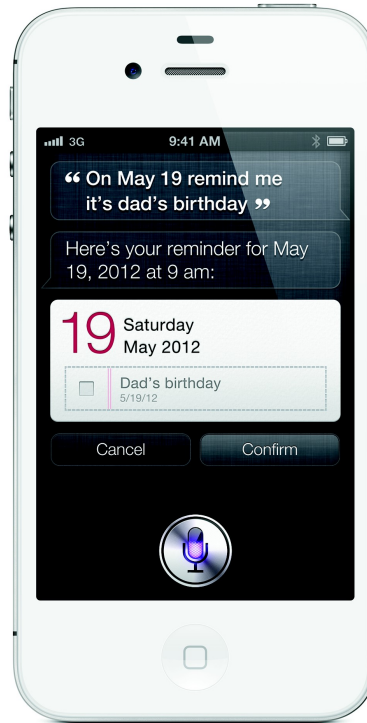 3G 9:41 AM
“ On May 19 remind me
it’s dad’s birthday ”
Here’s your reminder for May
19, 2012 at 9 am:
19 Saturday
May 2012
Dad’s birthday
5/19/12
Cancel Confirm